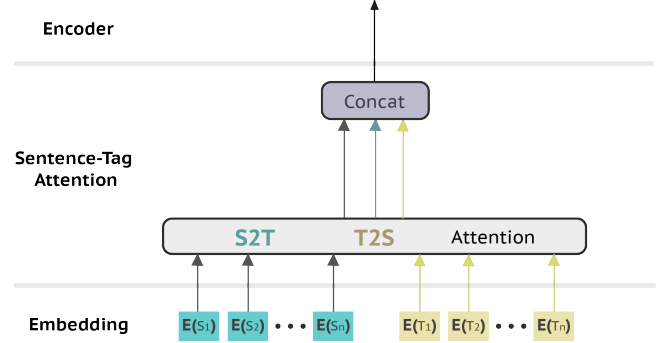 Encoder
Concat
Sentence-Tag
Attention
S2T T2S Attention
Embedding
E(S1) E(S2) ••• E(Sn) E(T1) E(T2) ••• E(Tn)